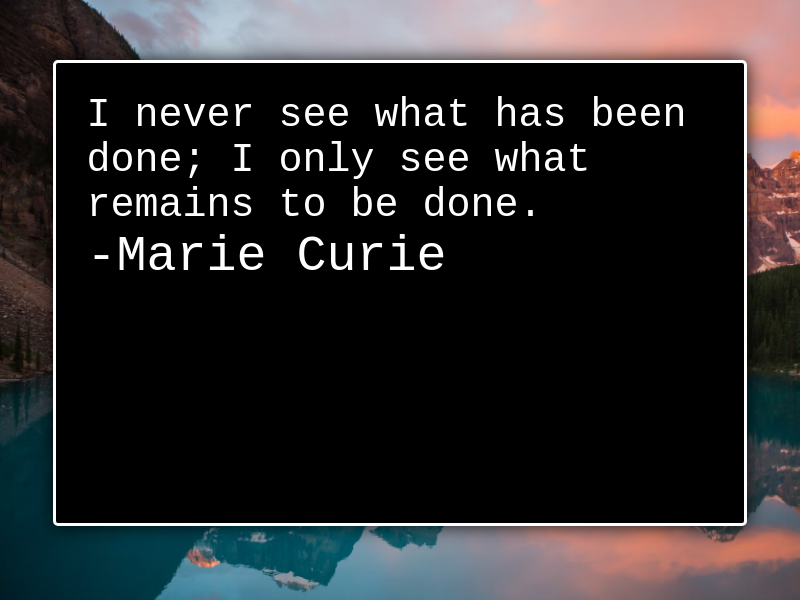 I never see what has been
done; I only see what
remains to be done.
-Marie Curie